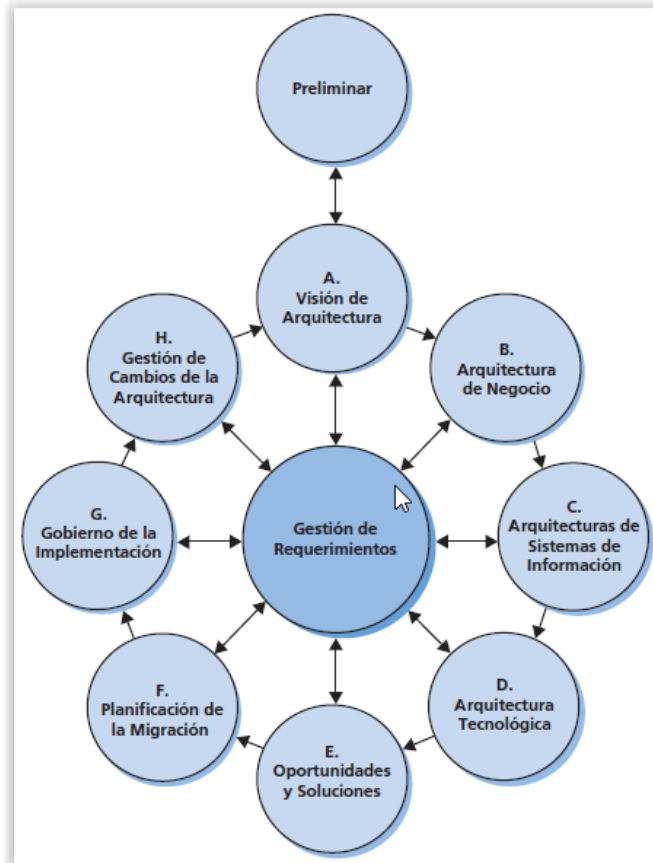 Preliminar
A.
Visión de
Arquitectura
B.
Arquitectura
de Negocio
C.
Arquitecturas de
Sistemas de
Información
D.
Arquitectura
Tecnológica
E.
Oportunidades
y Soluciones
F.
Planificación de
la Migración
G.
Gobierno de la
Implementación
H.
Gestión de
Cambios de la
Arquitectura
Gestión de
Requerimientos